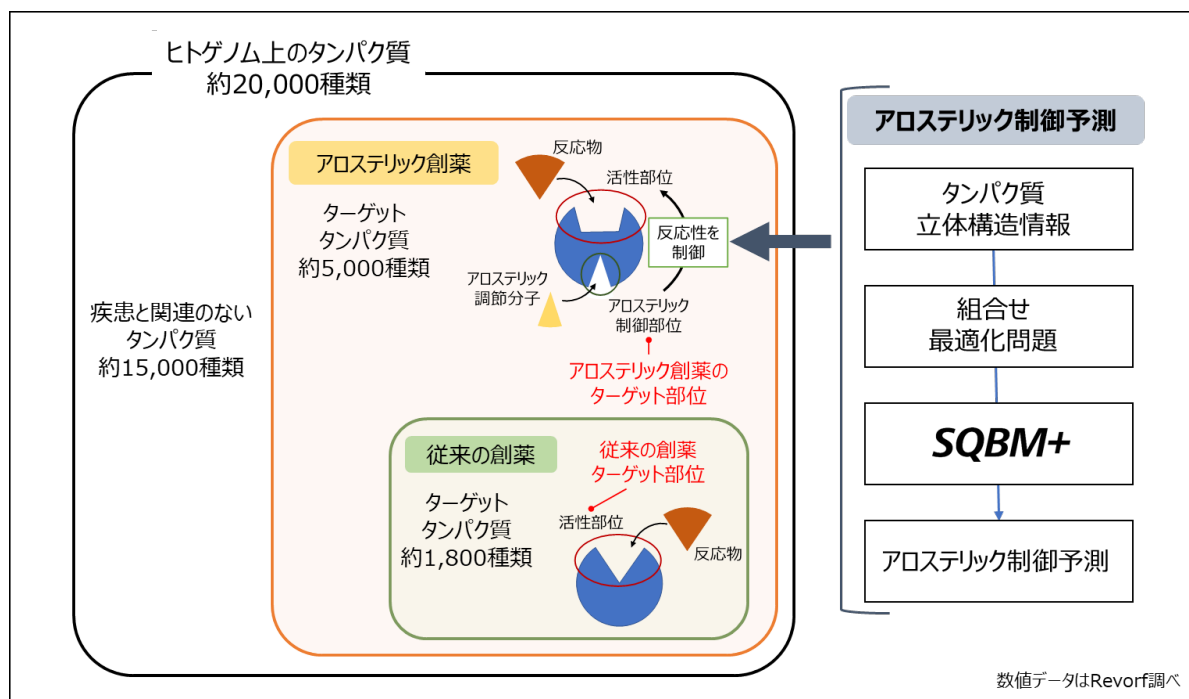 ヒトゲノム上のタンパク質
約20,000種類
疾患と関連のない
タンパク質
約15,000種類
アロステリック創薬
ターゲット
タンパク質
約5,000種類
反応物
活性部位
反応性を
制御
アロステリック
調節分子
アロステリック
制御部位
アロステリック創薬の
ターゲット部位
従来の創薬
ターゲット
タンパク質
約1,800種類
従来の創薬
ターゲット部位
活性部位
反応物
アロステリック制御予測
タンパク質
立体構造情報
組合せ
最適化問題
SQBM+
アロステリック制御予測
数値データはRevorf調べ